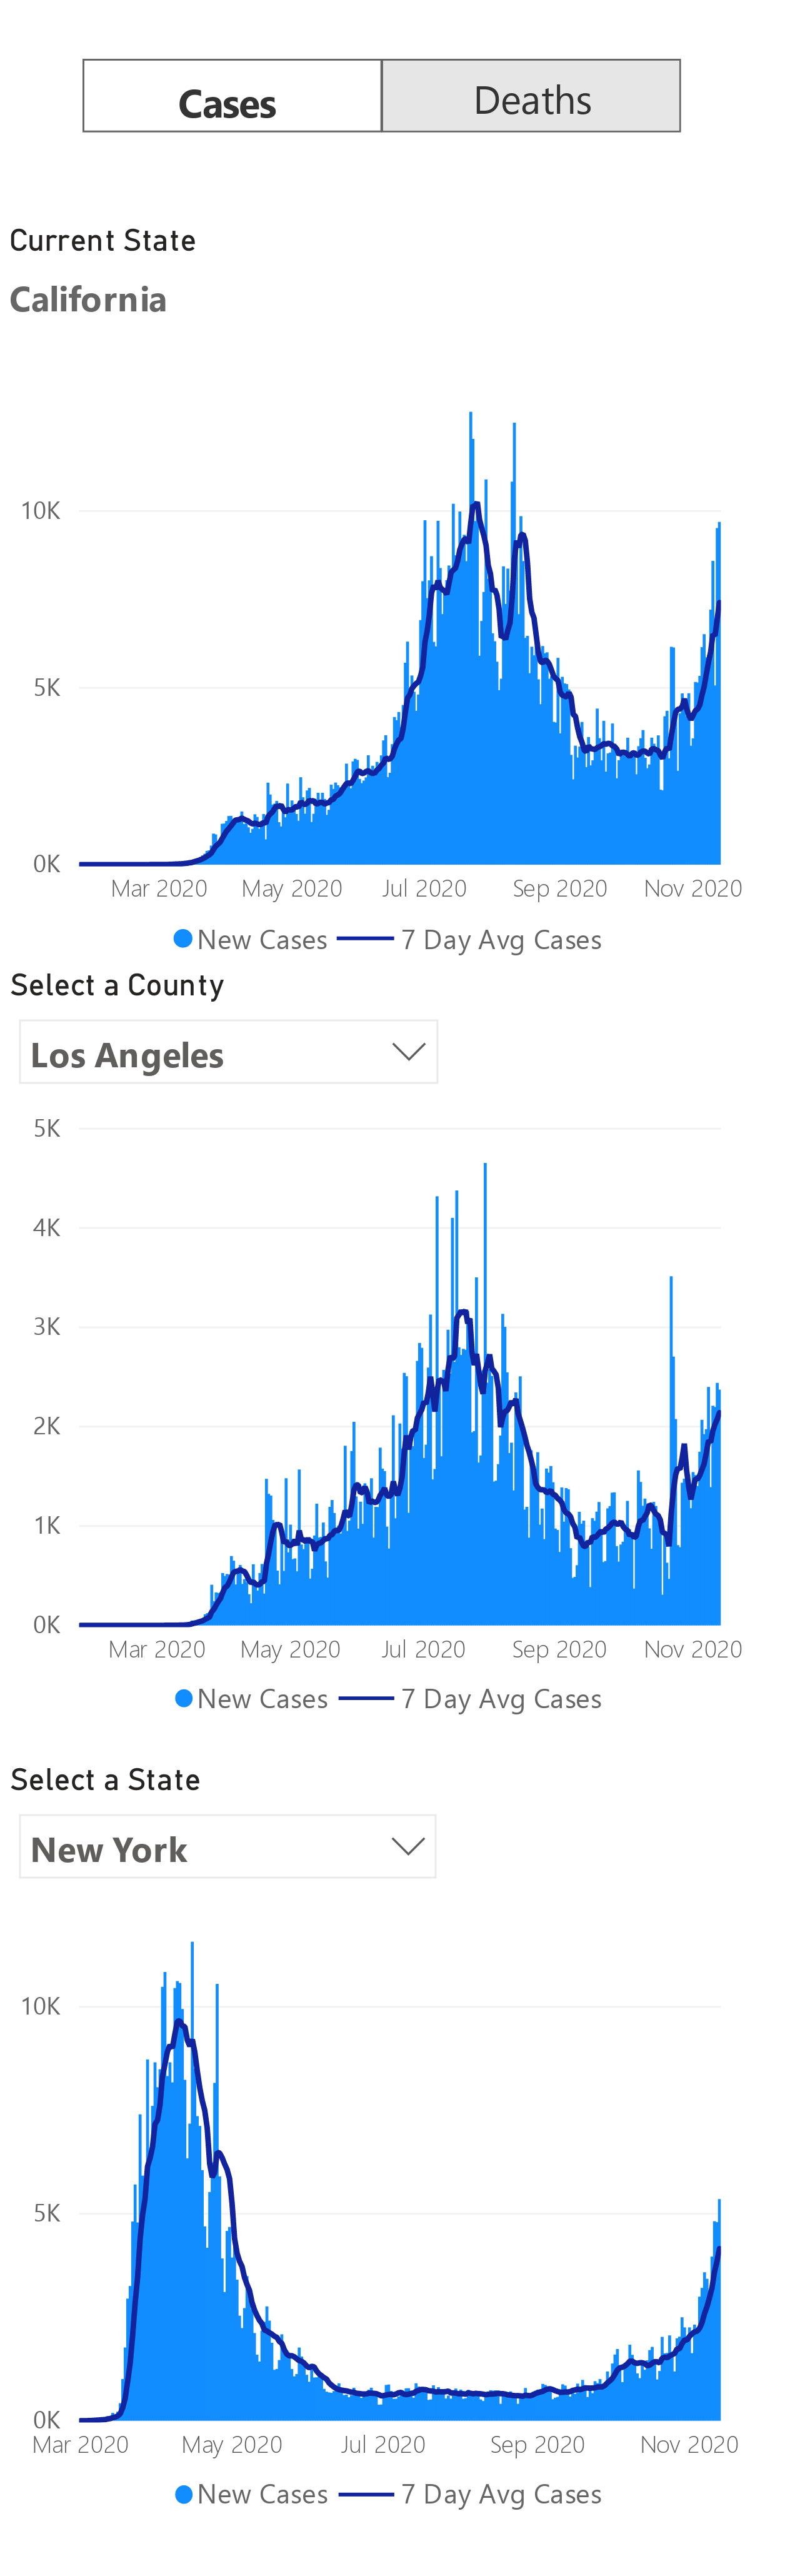 Cases Deaths
Current State
California
10K
5K
0K
Mar 2020 May 2020 Jul 2020 Sep 2020 Nov 2020
New Cases 7 Day Avg Cases
Select a County
Los Angeles
5K
4K
3K
2K
1K
0K
Mar 2020 May 2020 Jul 2020 Sep 2020 Nov 2020
New Cases 7 Day Avg Cases
Select a State
New York
10K
5K
0K
Mar 2020 May 2020 Jul 2020 Sep 2020 Nov 2020
New Cases 7 Day Avg Cases